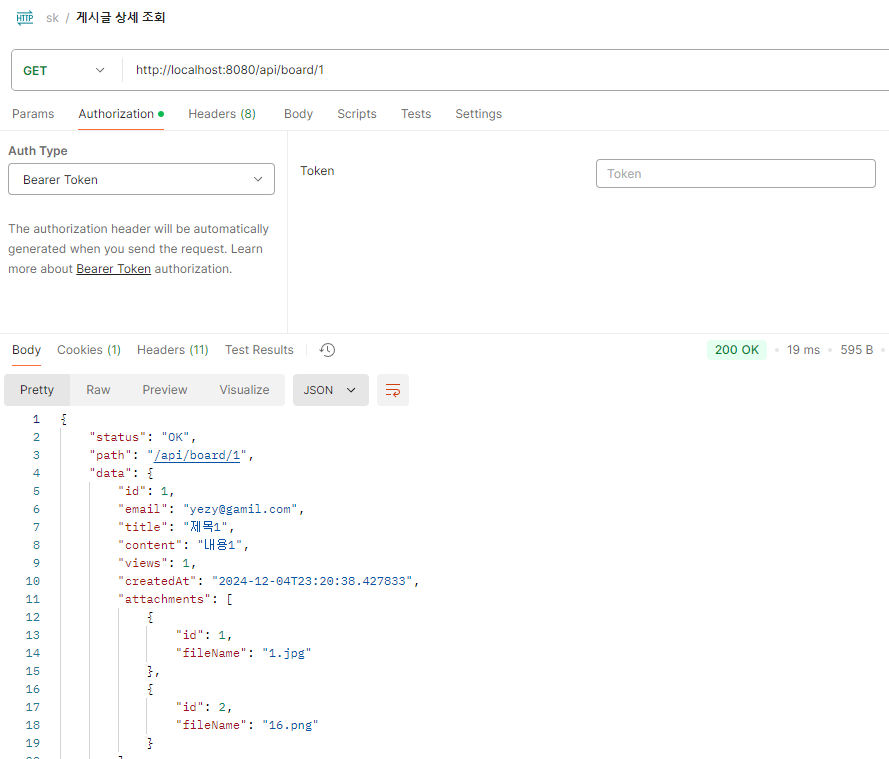 HTTP sk / 게시글 상세 조회
GET http://localhost:8080/api/board/1
Params Authorization Headers (8) Body Scripts Tests Settings
Auth Type
Bearer Token
Token Token
The authorization header will be automatically
generated when you send the request. Learn
more about Bearer Token authorization.
Body Cookies (1) Headers (11) Test Results 200 OK 19 ms 595 B
Pretty Raw Preview Visualize JSON
1 {
2 "status": "OK",
3 "path": "/api/board/1",
4 "data": {
5 "id": 1,
6 "email": "yezy@gamil.com",
7 "title": "제목1",
8 "content": "내용1",
9 "views": 1,
10 "createdAt": "2024-12-04T23:20:38.427833",
11 "attachments": [
12 {
13 "id": 1,
14 "fileName": "1.jpg"
15 },
16 {
17 "id": 2,
18 "fileName": "16.png"
19 }